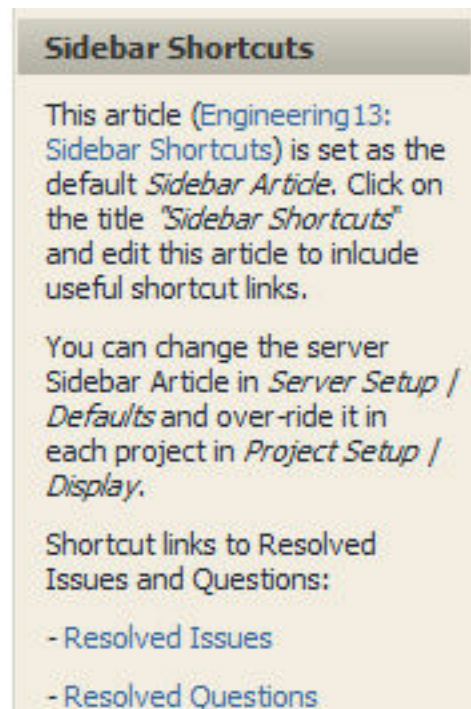 Sidebar Shortcuts
This article (Engineering13:
Sidebar Shortcuts) is set as the
default Sidebar Article. Click on
the title "Sidebar Shortcuts"
and edit this article to inlcude
useful shortcut links.
You can change the server
Sidebar Article in Server Setup |
Defaults and over-ride it in
each project in Project Setup |
Display.
Shortcut links to Resolved
Issues and Questions:
- Resolved Issues
- Resolved Questions